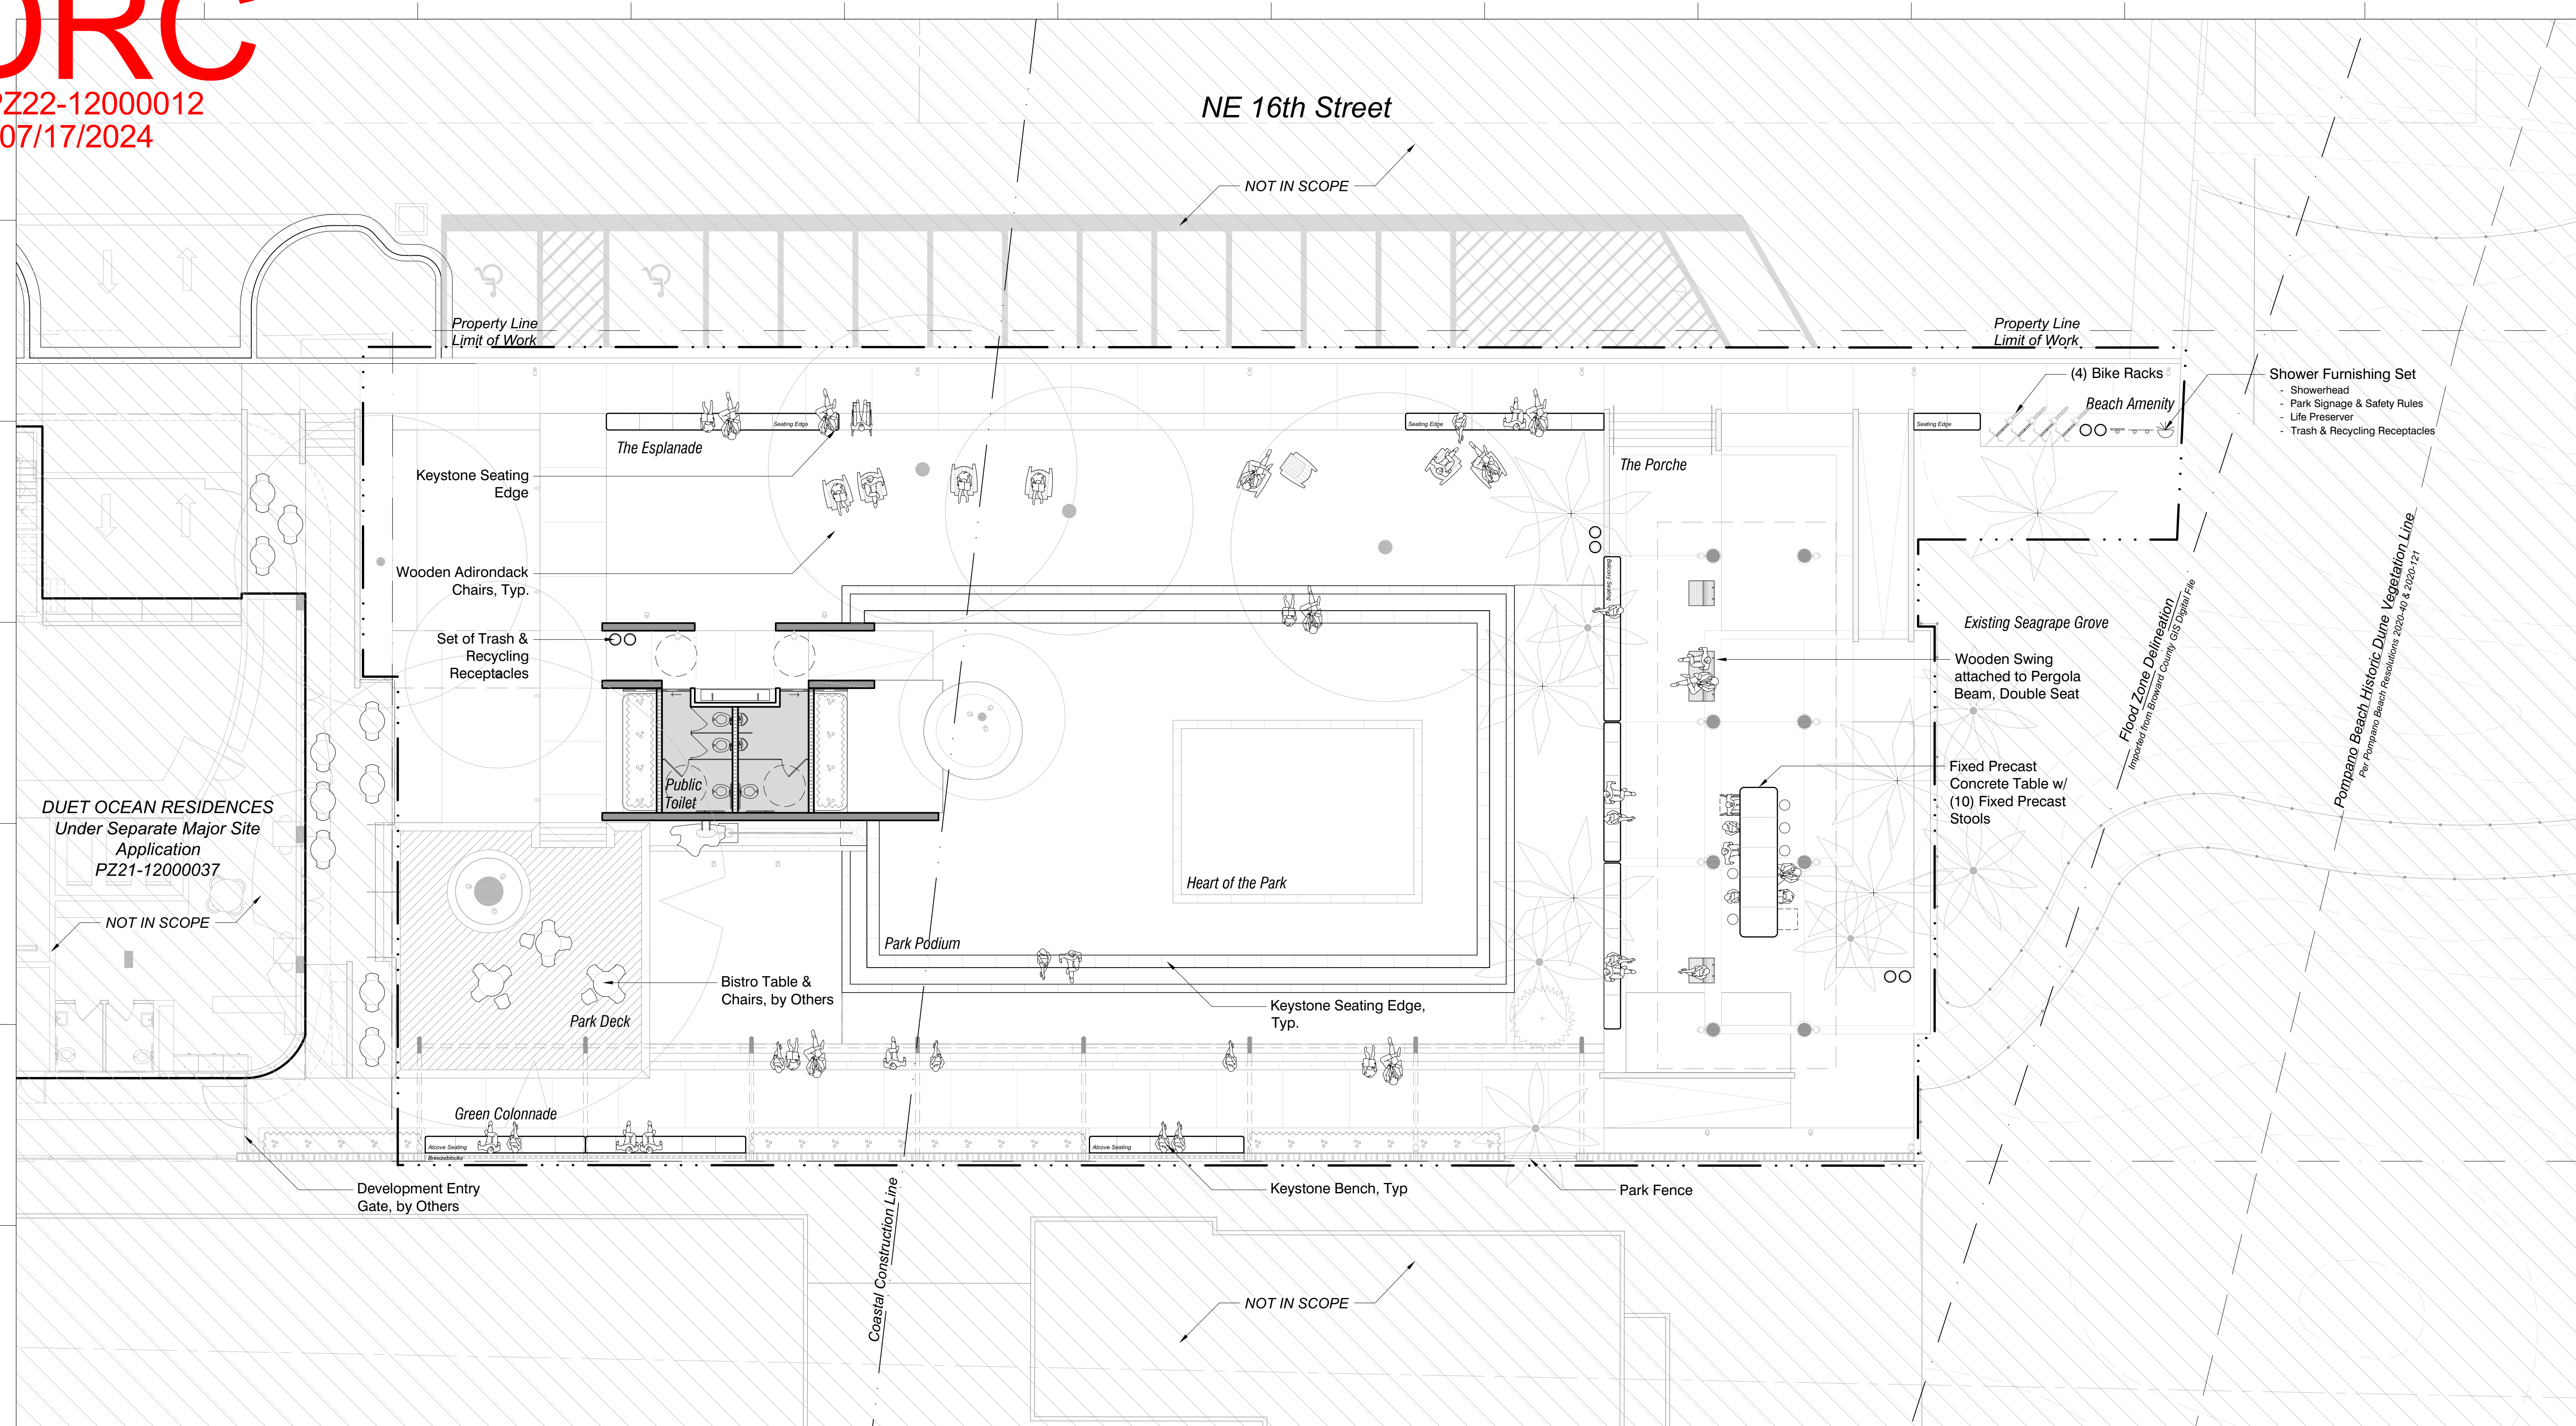 DRC
PZ22-12000012
07/17/2024
NE 16th Street
NOT IN SCOPE
Property Line
Limit of Work
Property Line
Limit of Work
(4) Bike Racks
Beach Amenity
Shower Furnishing Set
- Showerhead
- Park Signage & Safety Rules
- Life Preserver
- Trash & Recycling Receptacles
Seating Edge
Seating Edge
Seating Edge
The Esplanade
The Porche
Keystone Seating
Edge
Wooden Adirondack
Chairs, Typ.
Balcony Seating
Set of Trash &
Recycling
Receptacles
Existing Seagrape Grove
Wooden Swing
attached to Pergola
Beam, Double Seat
Flood Zone Delineation
Imported from Broward County GIS Digital File
Pompano Beach Historic Dune Vegetation Line
Per Pompano Beach Resolutions 2020-40 & 2020-121
Public
Toilet
Fixed Precast
Concrete Table w/
(10) Fixed Precast
Stools
DUET OCEAN RESIDENCES
Under Separate Major Site
Application
PZ21-12000037
NOT IN SCOPE
Heart of the Park
Park Podium
Bistro Table &
Chairs, by Others
Park Deck
Keystone Seating Edge,
Typ.
Green Colonnade
Alcove Seating
Breezeblocks
Alcove Seating
Development Entry
Gate, by Others
Keystone Bench, Typ
Park Fence
Coastal Construction Line
NOT IN SCOPE